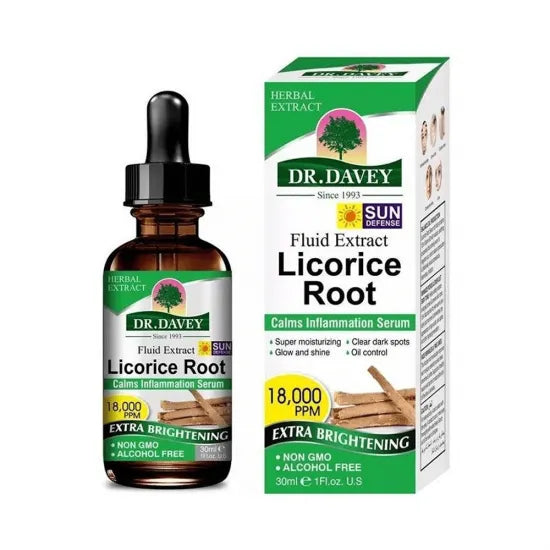 HERBAL
EXTRACT
DR.DAVEY
Since 1993
SUN
DEFENSE
Fluid Extract
Licorice Root
Calms Inflammation Serum
18,000
PPM
EXTRA BRIGHTENING
• NON GMO
• ALCOHOL FREE
30ml ℮
1Fl.oz. U.S
HERBAL
EXTRACT
DR.DAVEY
Since 1993
SUN
DEFENSE
Fluid Extract
Licorice
Root
Calms Inflammation Serum
• Super moisturizing • Clear dark spots
• Glow and shine • Oil control
18,000
PPM
EXTRA BRIGHTENING
• NON GMO
• ALCOHOL FREE
30ml ℮ 1Fl.oz. U.S